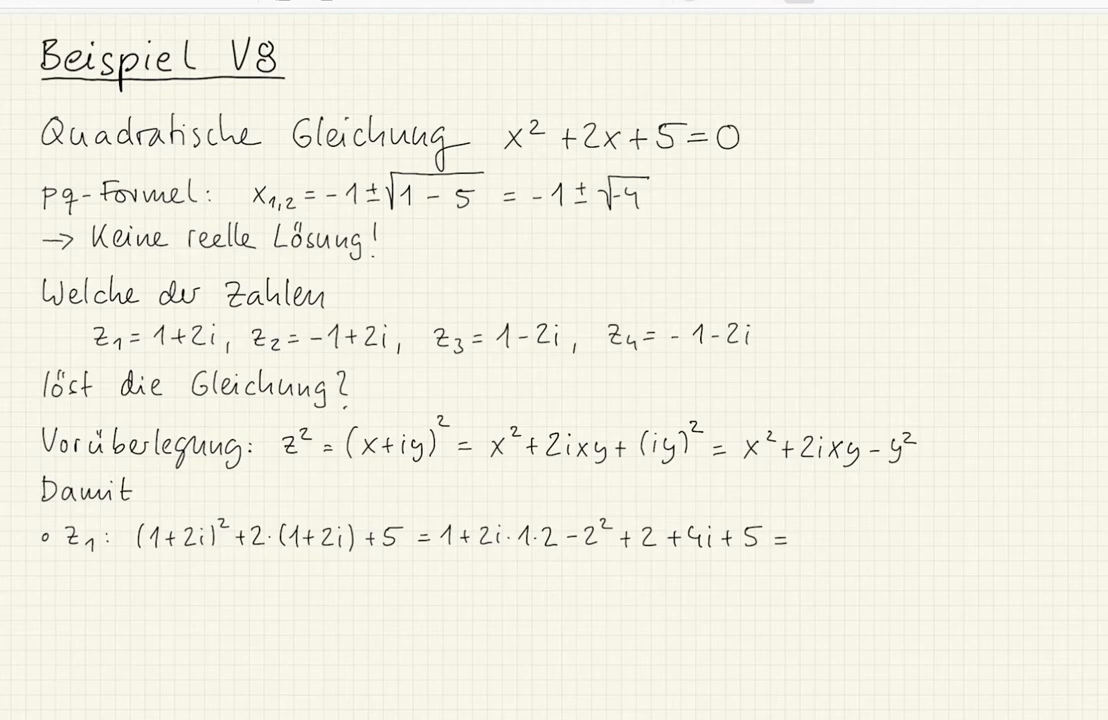 Beispiel V8
Quadratische Gleichung x² + 2x + 5 = 0
pq-Formel: x₁,₂ = -1 ± √(1 - 5) = -1 ± √-4
→ Keine reelle Lösung!
Welche der Zahlen
z₁ = 1+2i, z₂ = -1+2i, z₃ = 1-2i, z₄ = -1-2i
löst die Gleichung?
Vorüberlegung: z² = (x+iy)² = x² + 2ixy + (iy)² = x² + 2ixy - y²
Damit
∘ z₁: (1+2i)² + 2·(1+2i) + 5 = 1 + 2i·1·2 - 2² + 2 + 4i + 5 =